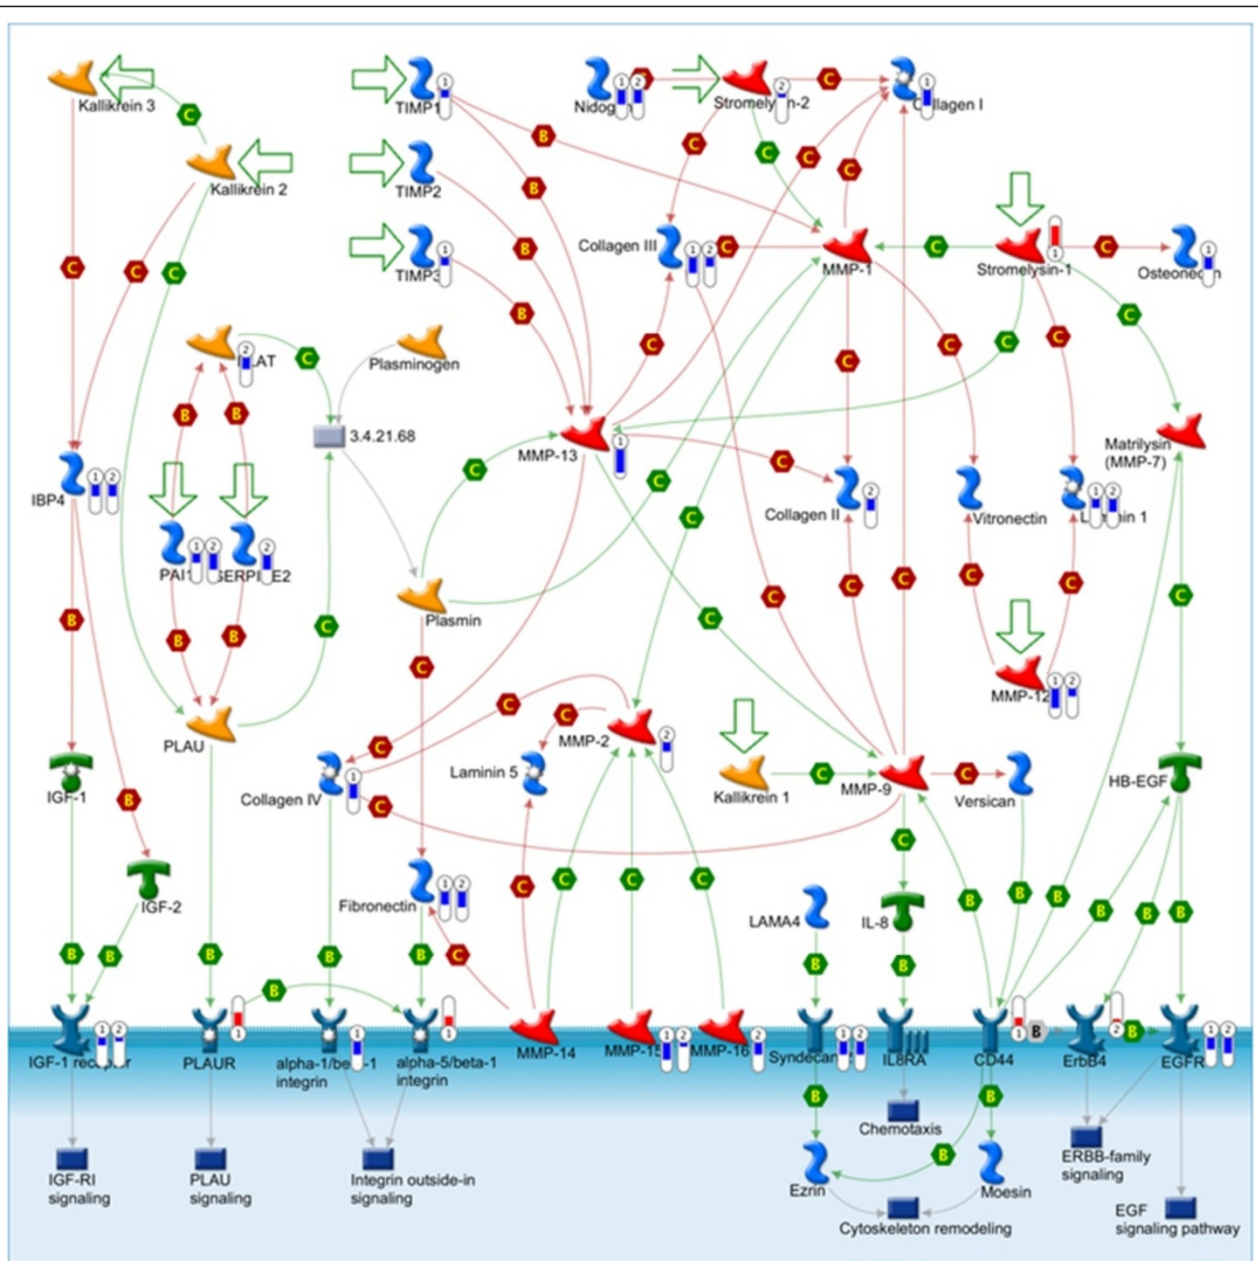 Kallikrein 3
TIMP1
Stromelysin-2
Kallikrein 2
TIMP2
Collagen III
TIMP3
MMP-1
Stromelysin-1
Plasminogen
3.4.21.68
MMP-13
Matrilysin
(MMP-7)
IBP4
Collagen II
Vitronectin
PAI1
Plasmin
MMP-12
PLAU
MMP-2
Laminin 5
Collagen IV
Kallikrein 1
MMP-9
Versican
HB-EGF
IGF-1
IGF-2
Fibronectin
LAMA4
IL-8
IGF-1 receptor
PLAUR
alpha-1/beta-1
integrin
alpha-5/beta-1
integrin
MMP-14
MMP-15
MMP-16
IL8RA
CD44
ErbB4
EGFR
Chemotaxis
IGF-RI
signaling
PLAU
signaling
Integrin outside-in
signaling
Ezrin
Moesin
ERBB-family
signaling
Cytoskeleton remodeling
EGF
signaling pathway